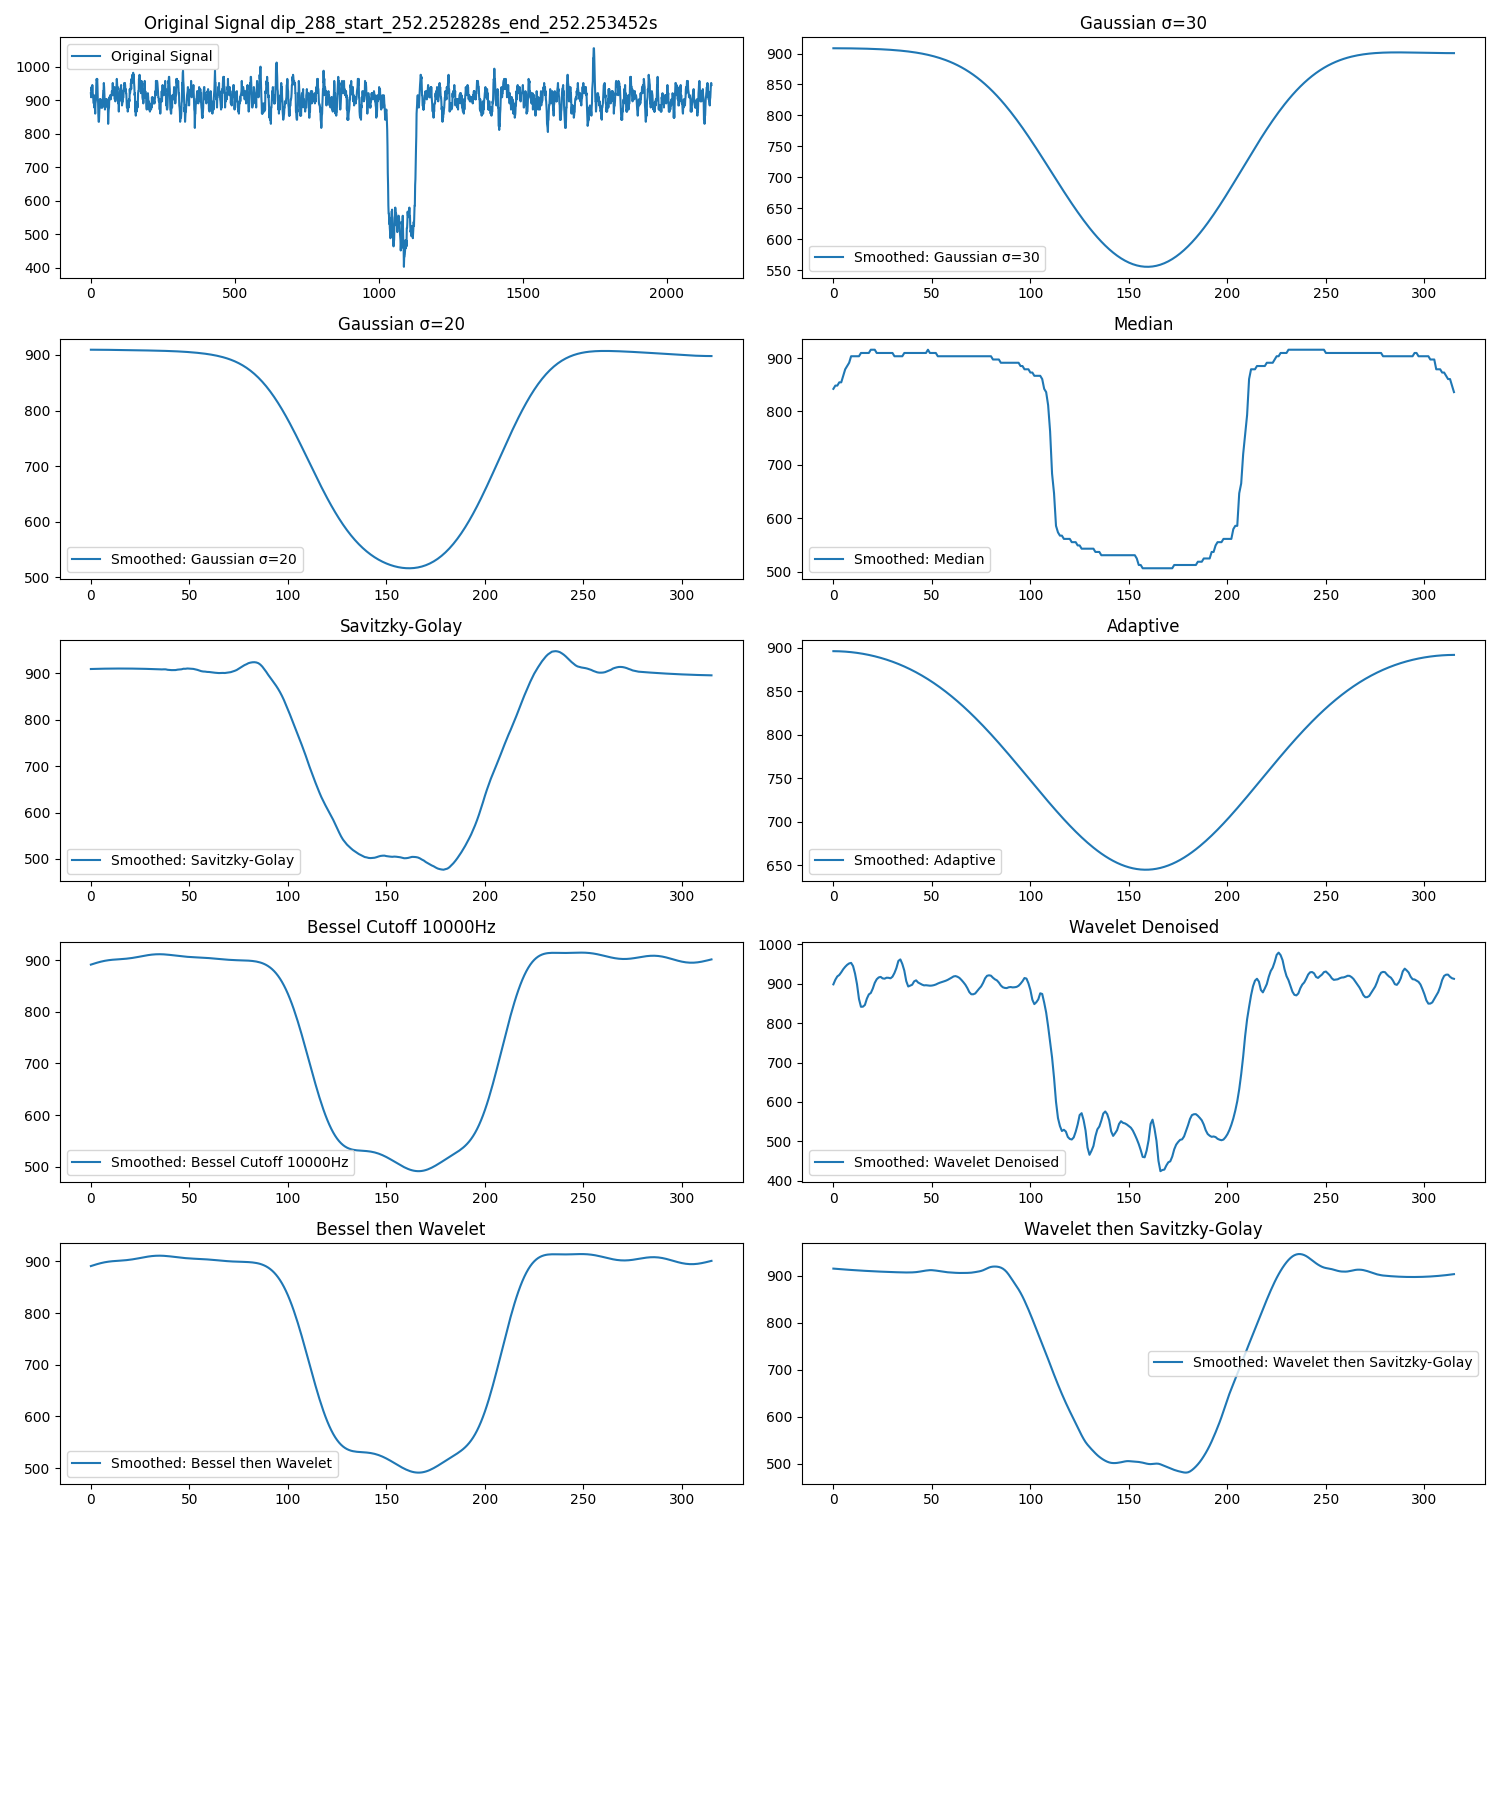 Original Signal dip_288_start_252.252828s_end_252.253452s
Original Signal
1000
900
800
700
600
500
400
0 500 1000 1500 2000
Gaussian σ=30
900
850
800
750
700
650
600
550
Smoothed: Gaussian σ=30
0 50 100 150 200 250 300
Gaussian σ=20
900
800
700
600
500
Smoothed: Gaussian σ=20
0 50 100 150 200 250 300
Median
900
800
700
600
500
Smoothed: Median
0 50 100 150 200 250 300
Savitzky-Golay
900
800
700
600
500
Smoothed: Savitzky-Golay
0 50 100 150 200 250 300
Adaptive
900
850
800
750
700
650
Smoothed: Adaptive
0 50 100 150 200 250 300
Bessel Cutoff 10000Hz
900
800
700
600
500
Smoothed: Bessel Cutoff 10000Hz
0 50 100 150 200 250 300
Wavelet Denoised
1000
900
800
700
600
500
400
Smoothed: Wavelet Denoised
0 50 100 150 200 250 300
Bessel then Wavelet
900
800
700
600
500
Smoothed: Bessel then Wavelet
0 50 100 150 200 250 300
Wavelet then Savitzky-Golay
900
800
700
600
500
Smoothed: Wavelet then Savitzky-Golay
0 50 100 150 200 250 300